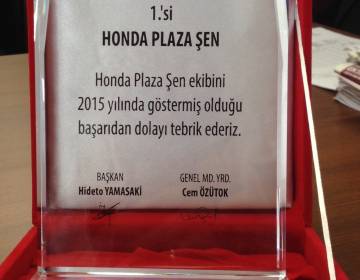 1.'si
HONDA PLAZA ŞEN
Honda Plaza Şen ekibini
2015 yılında göstermiş olduğu
başarıdan dolayı tebrik ederiz.
BAŞKAN GENEL MD. YRD.
Hideto YAMASAKI Cem ÖZÜTOK